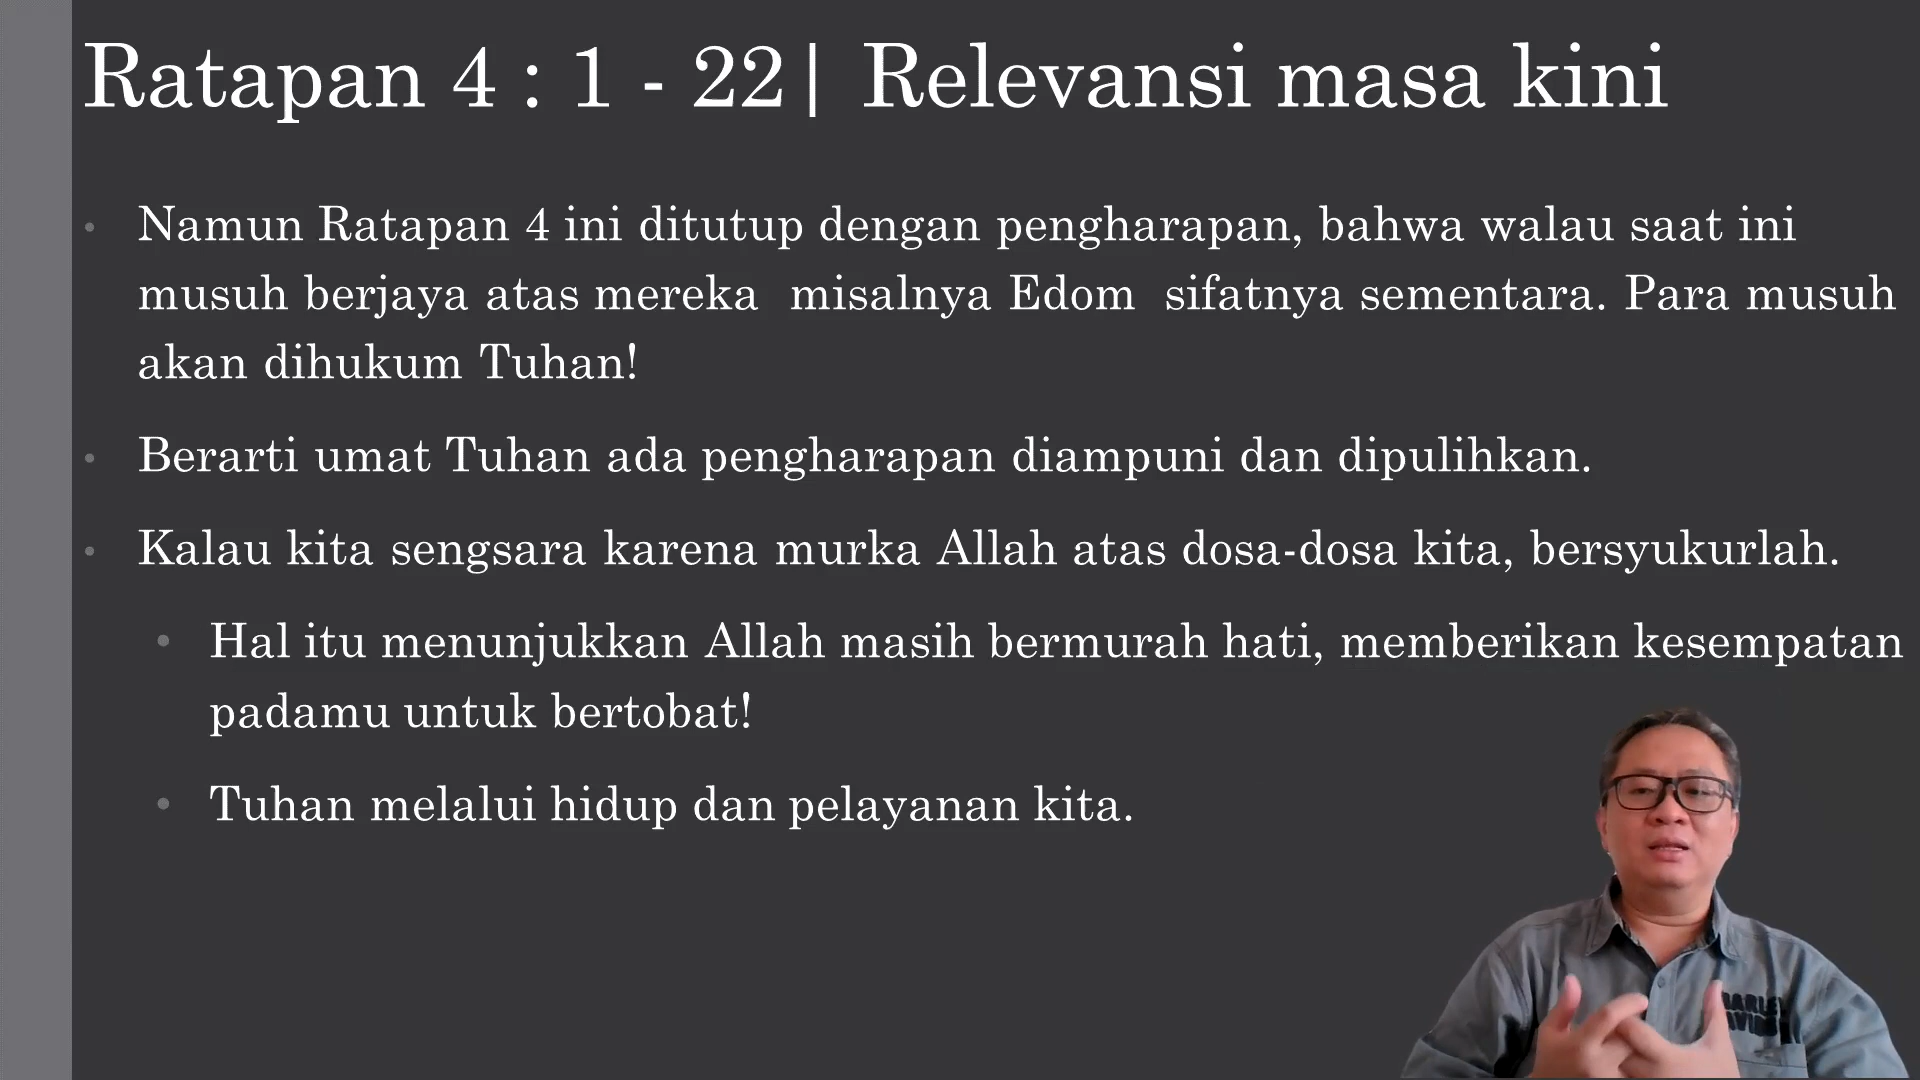 Ratapan 4 : 1 - 22| Relevansi masa kini
• Namun Ratapan 4 ini ditutup dengan pengharapan, bahwa walau saat ini
musuh berjaya atas mereka  misalnya Edom  sifatnya sementara. Para musuh
akan dihukum Tuhan!
• Berarti umat Tuhan ada pengharapan diampuni dan dipulihkan.
• Kalau kita sengsara karena murka Allah atas dosa-dosa kita, bersyukurlah.
• Hal itu menunjukkan Allah masih bermurah hati, memberikan kesempatan
padamu untuk bertobat!
• Tuhan melalui hidup dan pelayanan kita.